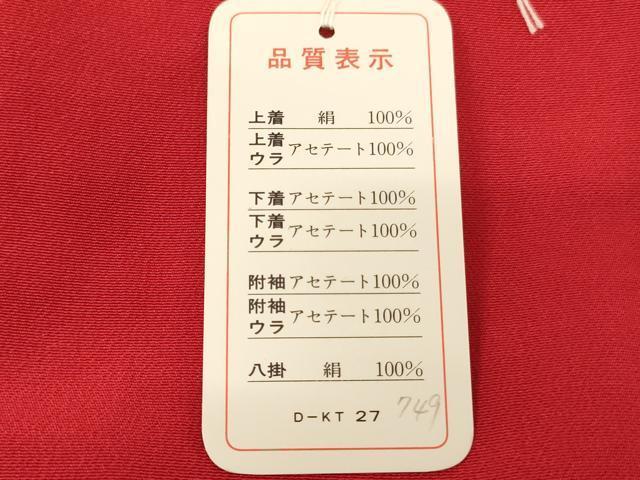 品質表示
上着 絹 100%
上着ウラ アセテート100%
下着 アセテート100%
下着ウラ アセテート100%
附袖 アセテート100%
附袖ウラ アセテート100%
八掛 絹 100%
D-KT 27 749